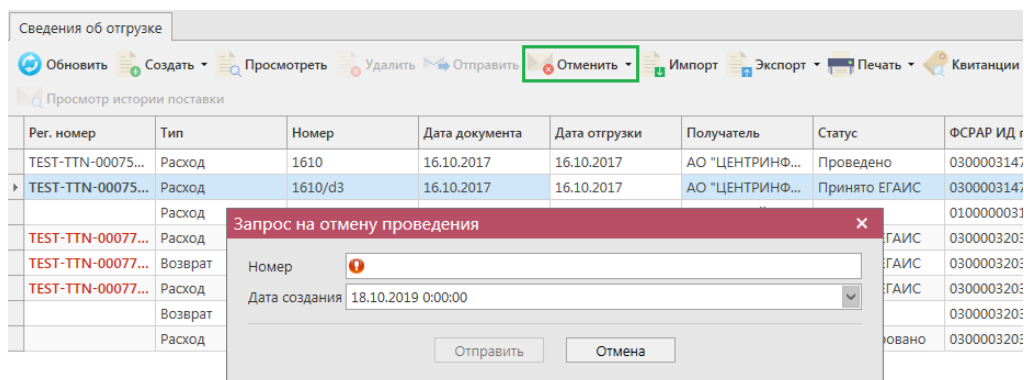 Сведения об отгрузке
Обновить Создать Просмотреть Удалить Отправить Отменить Импорт Экспорт Печать Квитанции
Просмотр истории поставки
Рег. номер Тип Номер Дата документа Дата отгрузки Получатель Статус ФСРАР ИД
TEST-TTN-00075... Расход 1610 16.10.2017 16.10.2017 АО "ЦЕНТРИНФ... Проведено 0300003147
TEST-TTN-00075... Расход 1610/d3 16.10.2017 16.10.2017 АО "ЦЕНТРИНФ... Принято ЕГАИС 0300003147
Расход 0100000031
Запрос на отмену проведения
TEST-TTN-00077... Расход ЕГАИС 0300003203
TEST-TTN-00077... Возврат ЕГАИС 0300003203
Номер
TEST-TTN-00077... Расход ЕГАИС 0300003203
Дата создания 18.10.2019 0:00:00
Возврат 0300003203
Расход ровано 0300003203
Отправить Отмена